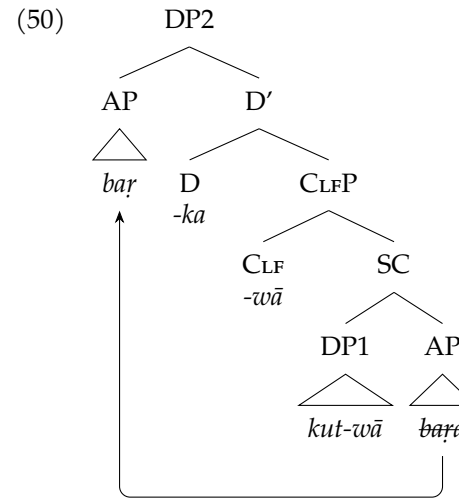 (50) DP2
AP D’
baṛ D CLFP
-ka
CLF SC
-wā
DP1 AP
kut-wā